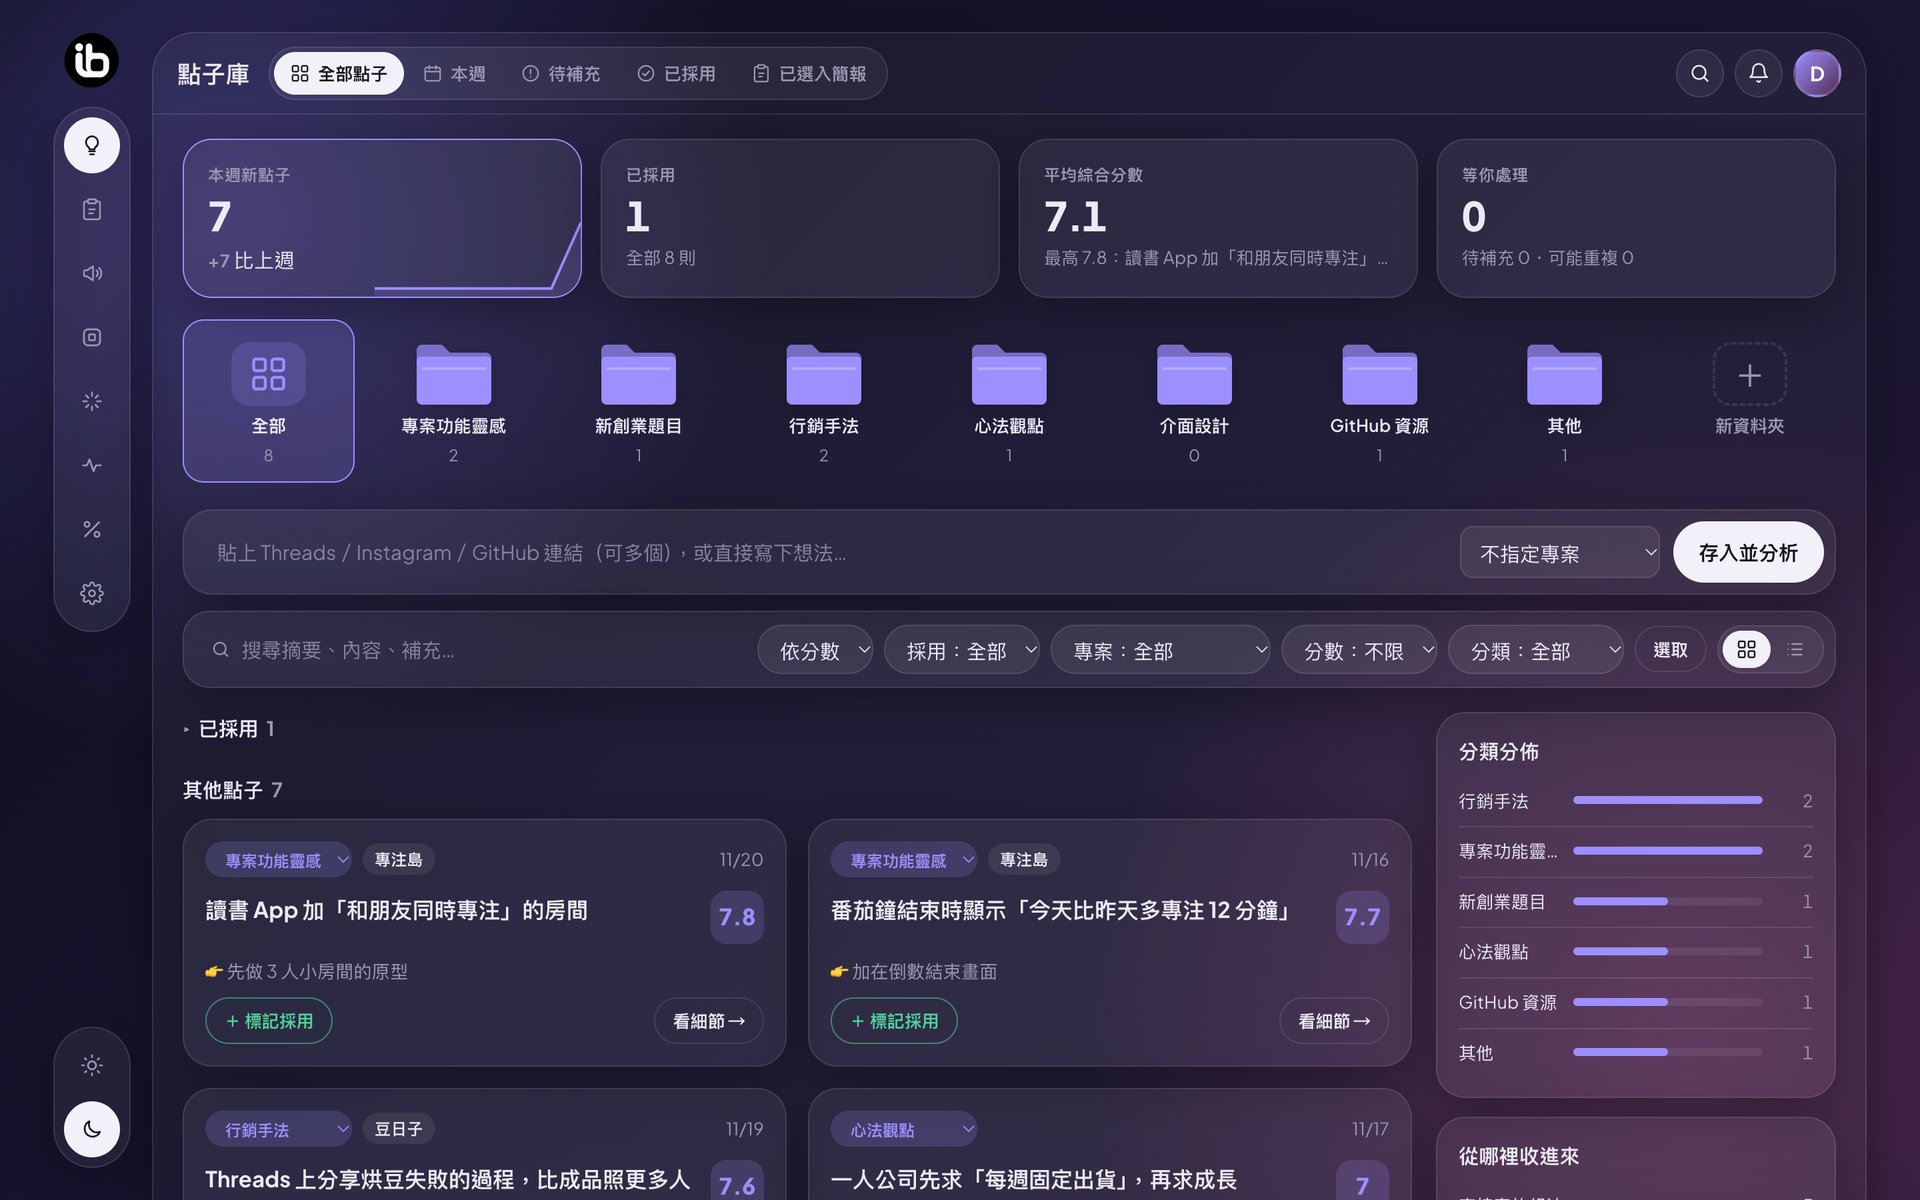 ib
點子庫
全部點子
本週
待補充
已採用
已選入簡報
D
本週新點子
7
+7 比上週
已採用
1
全部 8 則
平均綜合分數
7.1
最高 7.8：讀書 App 加「和朋友同時專注」...
等你處理
0
待補充 0 · 可能重複 0
全部
8
專案功能靈感
2
新創業題目
1
行銷手法
2
心法觀點
1
介面設計
0
GitHub 資源
1
其他
1
新資料夾
貼上 Threads / Instagram / GitHub 連結（可多個），或直接寫下想法...
不指定專案
存入並分析
搜尋摘要、內容、補充...
依分數
採用：全部
專案：全部
分數：不限
分類：全部
選取
已採用 1
其他點子 7
專案功能靈感
專注島
11/20
讀書 App 加「和朋友同時專注」的房間
7.8
👉 先做 3 人小房間的原型
+ 標記採用
看細節→
專案功能靈感
專注島
11/16
番茄鐘結束時顯示「今天比昨天多專注 12 分鐘」
7.7
👉 加在倒數結束畫面
+ 標記採用
看細節→
行銷手法
豆日子
11/19
Threads 上分享烘豆失敗的過程，比成品照更多人
7.6
心法觀點
11/17
一人公司先求「每週固定出貨」，再求成長
7
分類分佈
行銷手法 2
專案功能靈... 2
新創業題目 1
心法觀點 1
GitHub 資源 1
其他 1
從哪裡收進來